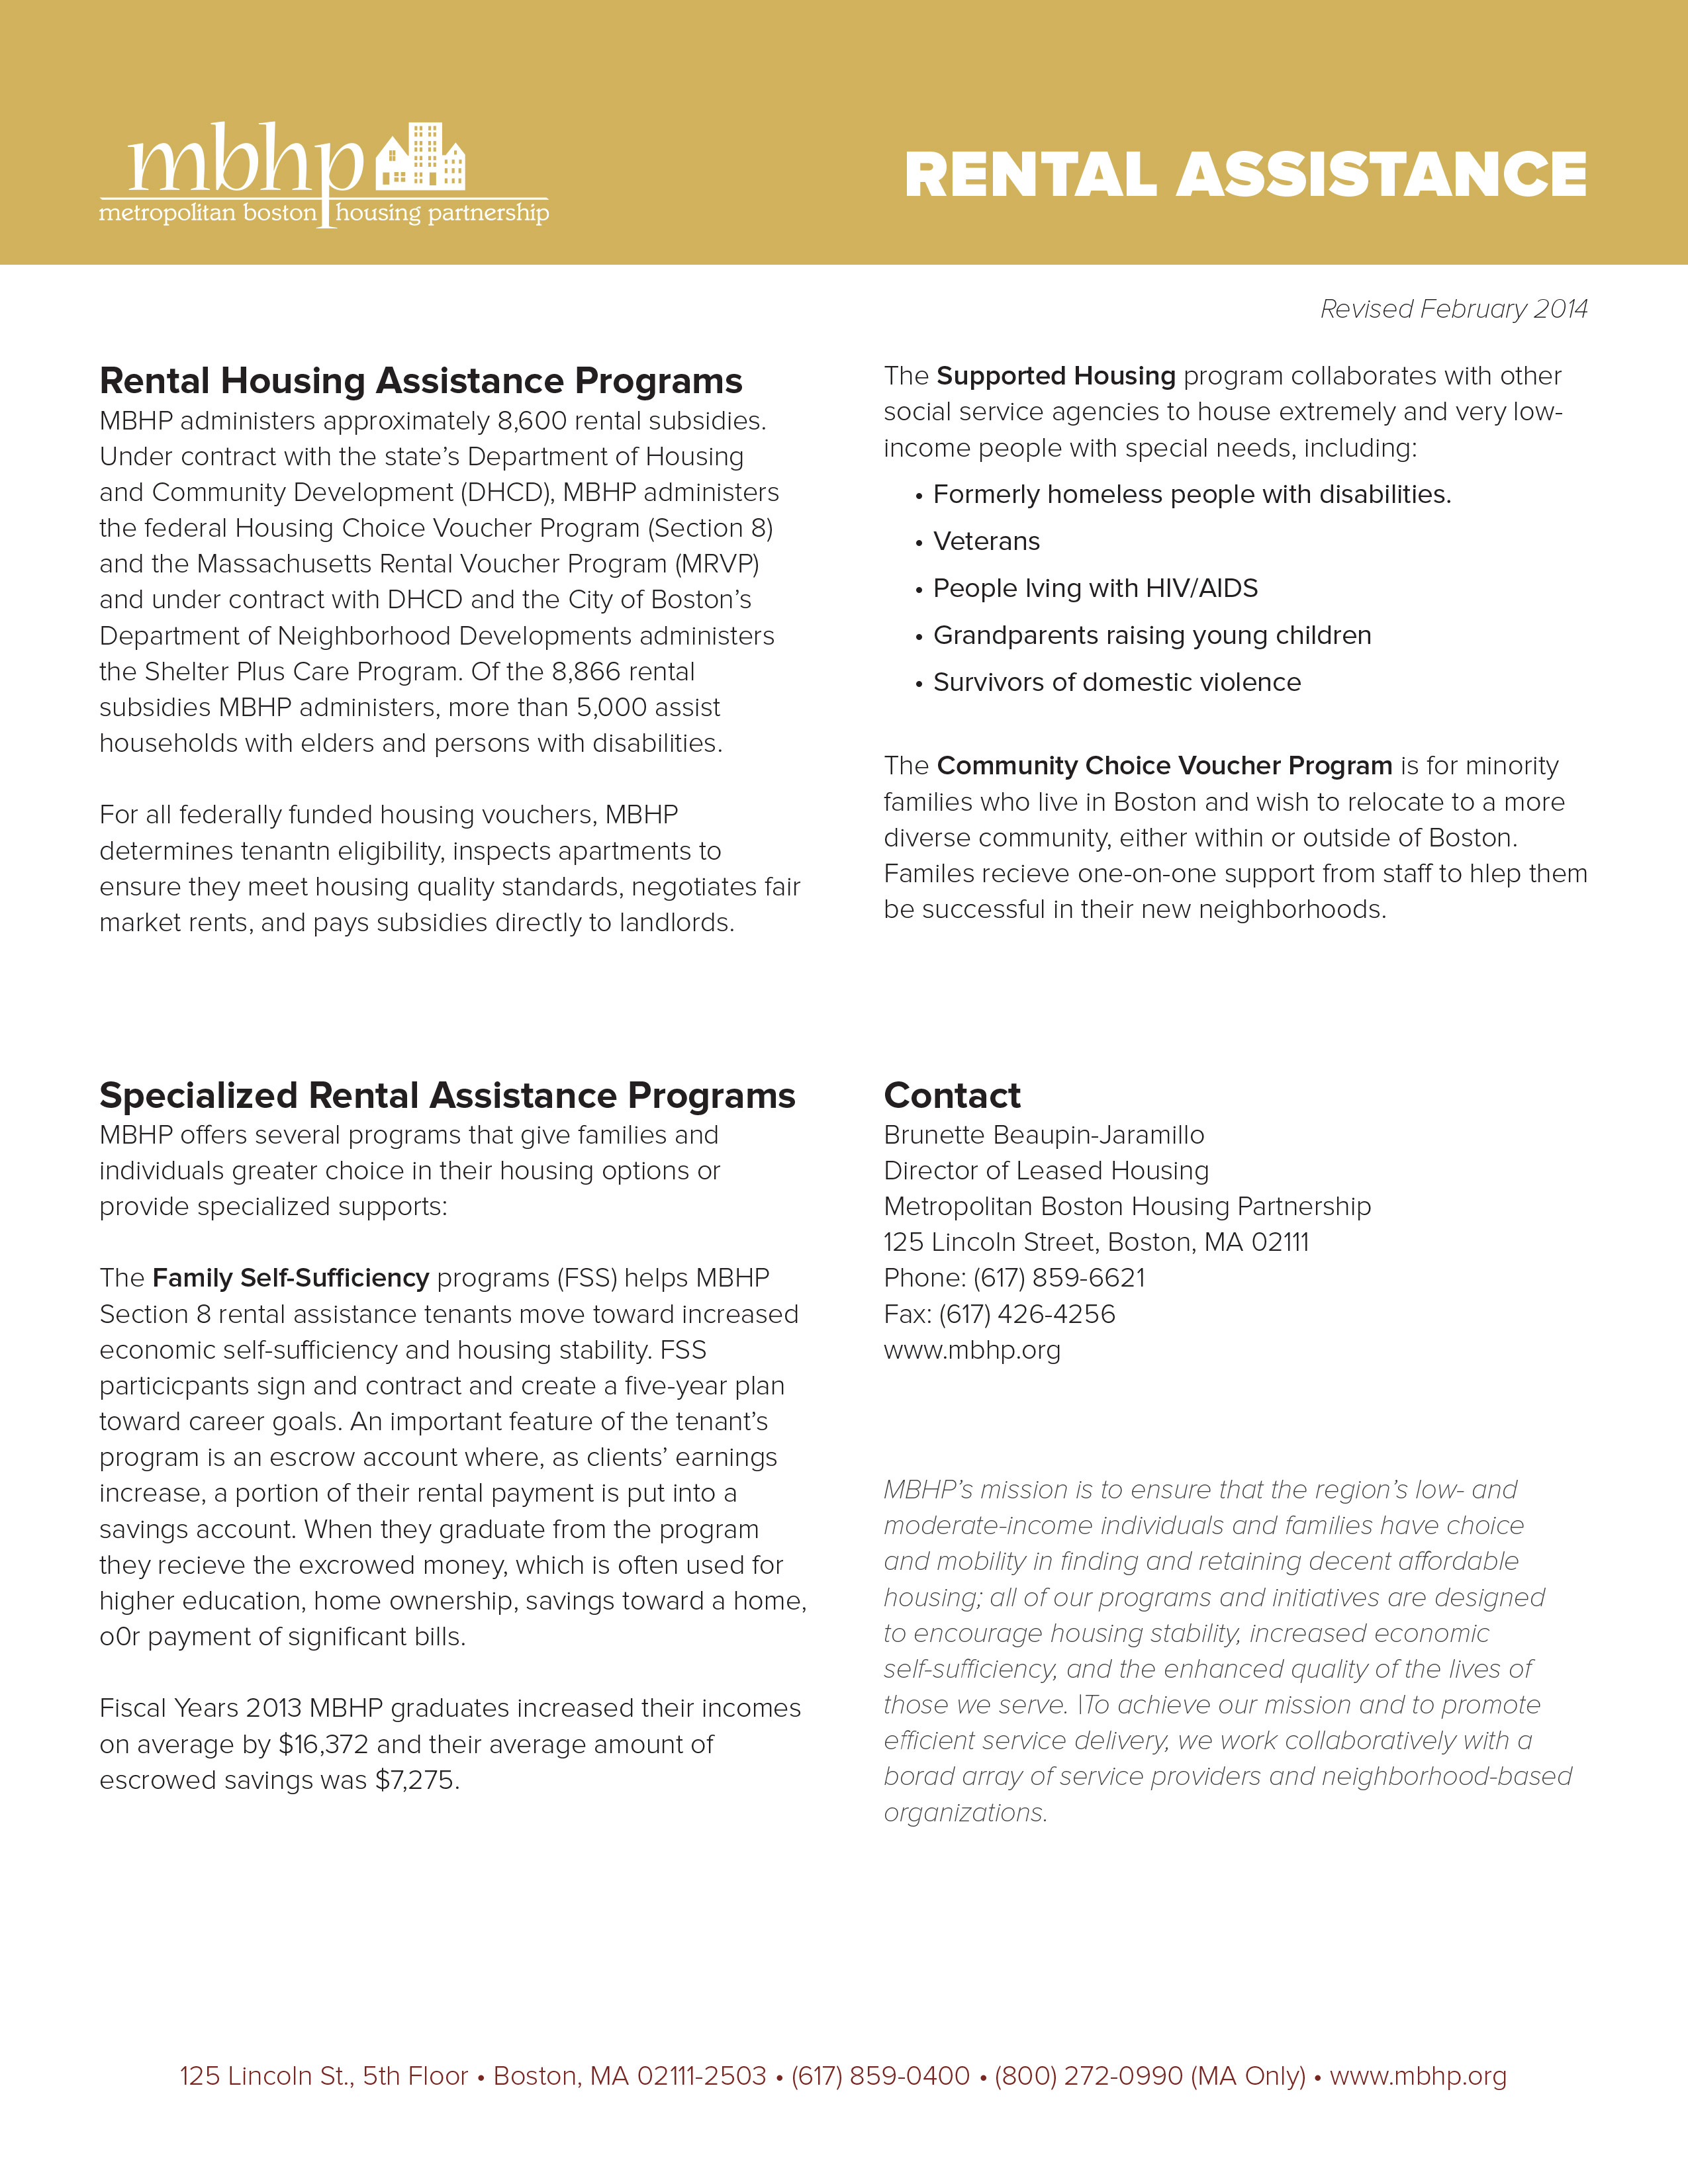 mbhp
metropolitan boston housing partnership
RENTAL ASSISTANCE
Revised February 2014
Rental Housing Assistance Programs
MBHP administers approximately 8,600 rental subsidies.
Under contract with the state’s Department of Housing
and Community Development (DHCD), MBHP administers
the federal Housing Choice Voucher Program (Section 8)
and the Massachusetts Rental Voucher Program (MRVP)
and under contract with DHCD and the City of Boston’s
Department of Neighborhood Developments administers
the Shelter Plus Care Program. Of the 8,866 rental
subsidies MBHP administers, more than 5,000 assist
households with elders and persons with disabilities.
For all federally funded housing vouchers, MBHP
determines tenantn eligibility, inspects apartments to
ensure they meet housing quality standards, negotiates fair
market rents, and pays subsidies directly to landlords.
The Supported Housing program collaborates with other
social service agencies to house extremely and very low-
income people with special needs, including:
• Formerly homeless people with disabilities.
• Veterans
• People lving with HIV/AIDS
• Grandparents raising young children
• Survivors of domestic violence
The Community Choice Voucher Program is for minority
families who live in Boston and wish to relocate to a more
diverse community, either within or outside of Boston.
Familes recieve one-on-one support from staff to hlep them
be successful in their new neighborhoods.
Specialized Rental Assistance Programs
MBHP offers several programs that give families and
individuals greater choice in their housing options or
provide specialized supports:
The Family Self-Sufficiency programs (FSS) helps MBHP
Section 8 rental assistance tenants move toward increased
economic self-sufficiency and housing stability. FSS
particicpants sign and contract and create a five-year plan
toward career goals. An important feature of the tenant’s
program is an escrow account where, as clients’ earnings
increase, a portion of their rental payment is put into a
savings account. When they graduate from the program
they recieve the excrowed money, which is often used for
higher education, home ownership, savings toward a home,
o0r payment of significant bills.
Fiscal Years 2013 MBHP graduates increased their incomes
on average by $16,372 and their average amount of
escrowed savings was $7,275.
Contact
Brunette Beaupin-Jaramillo
Director of Leased Housing
Metropolitan Boston Housing Partnership
125 Lincoln Street, Boston, MA 02111
Phone: (617) 859-6621
Fax: (617) 426-4256
www.mbhp.org
MBHP’s mission is to ensure that the region’s low- and
moderate-income individuals and families have choice
and mobility in finding and retaining decent affordable
housing; all of our programs and initiatives are designed
to encourage housing stability, increased economic
self-sufficiency, and the enhanced quality of the lives of
those we serve. |To achieve our mission and to promote
efficient service delivery, we work collaboratively with a
borad array of service providers and neighborhood-based
organizations.
125 Lincoln St., 5th Floor • Boston, MA 02111-2503 • (617) 859-0400 • (800) 272-0990 (MA Only) • www.mbhp.org